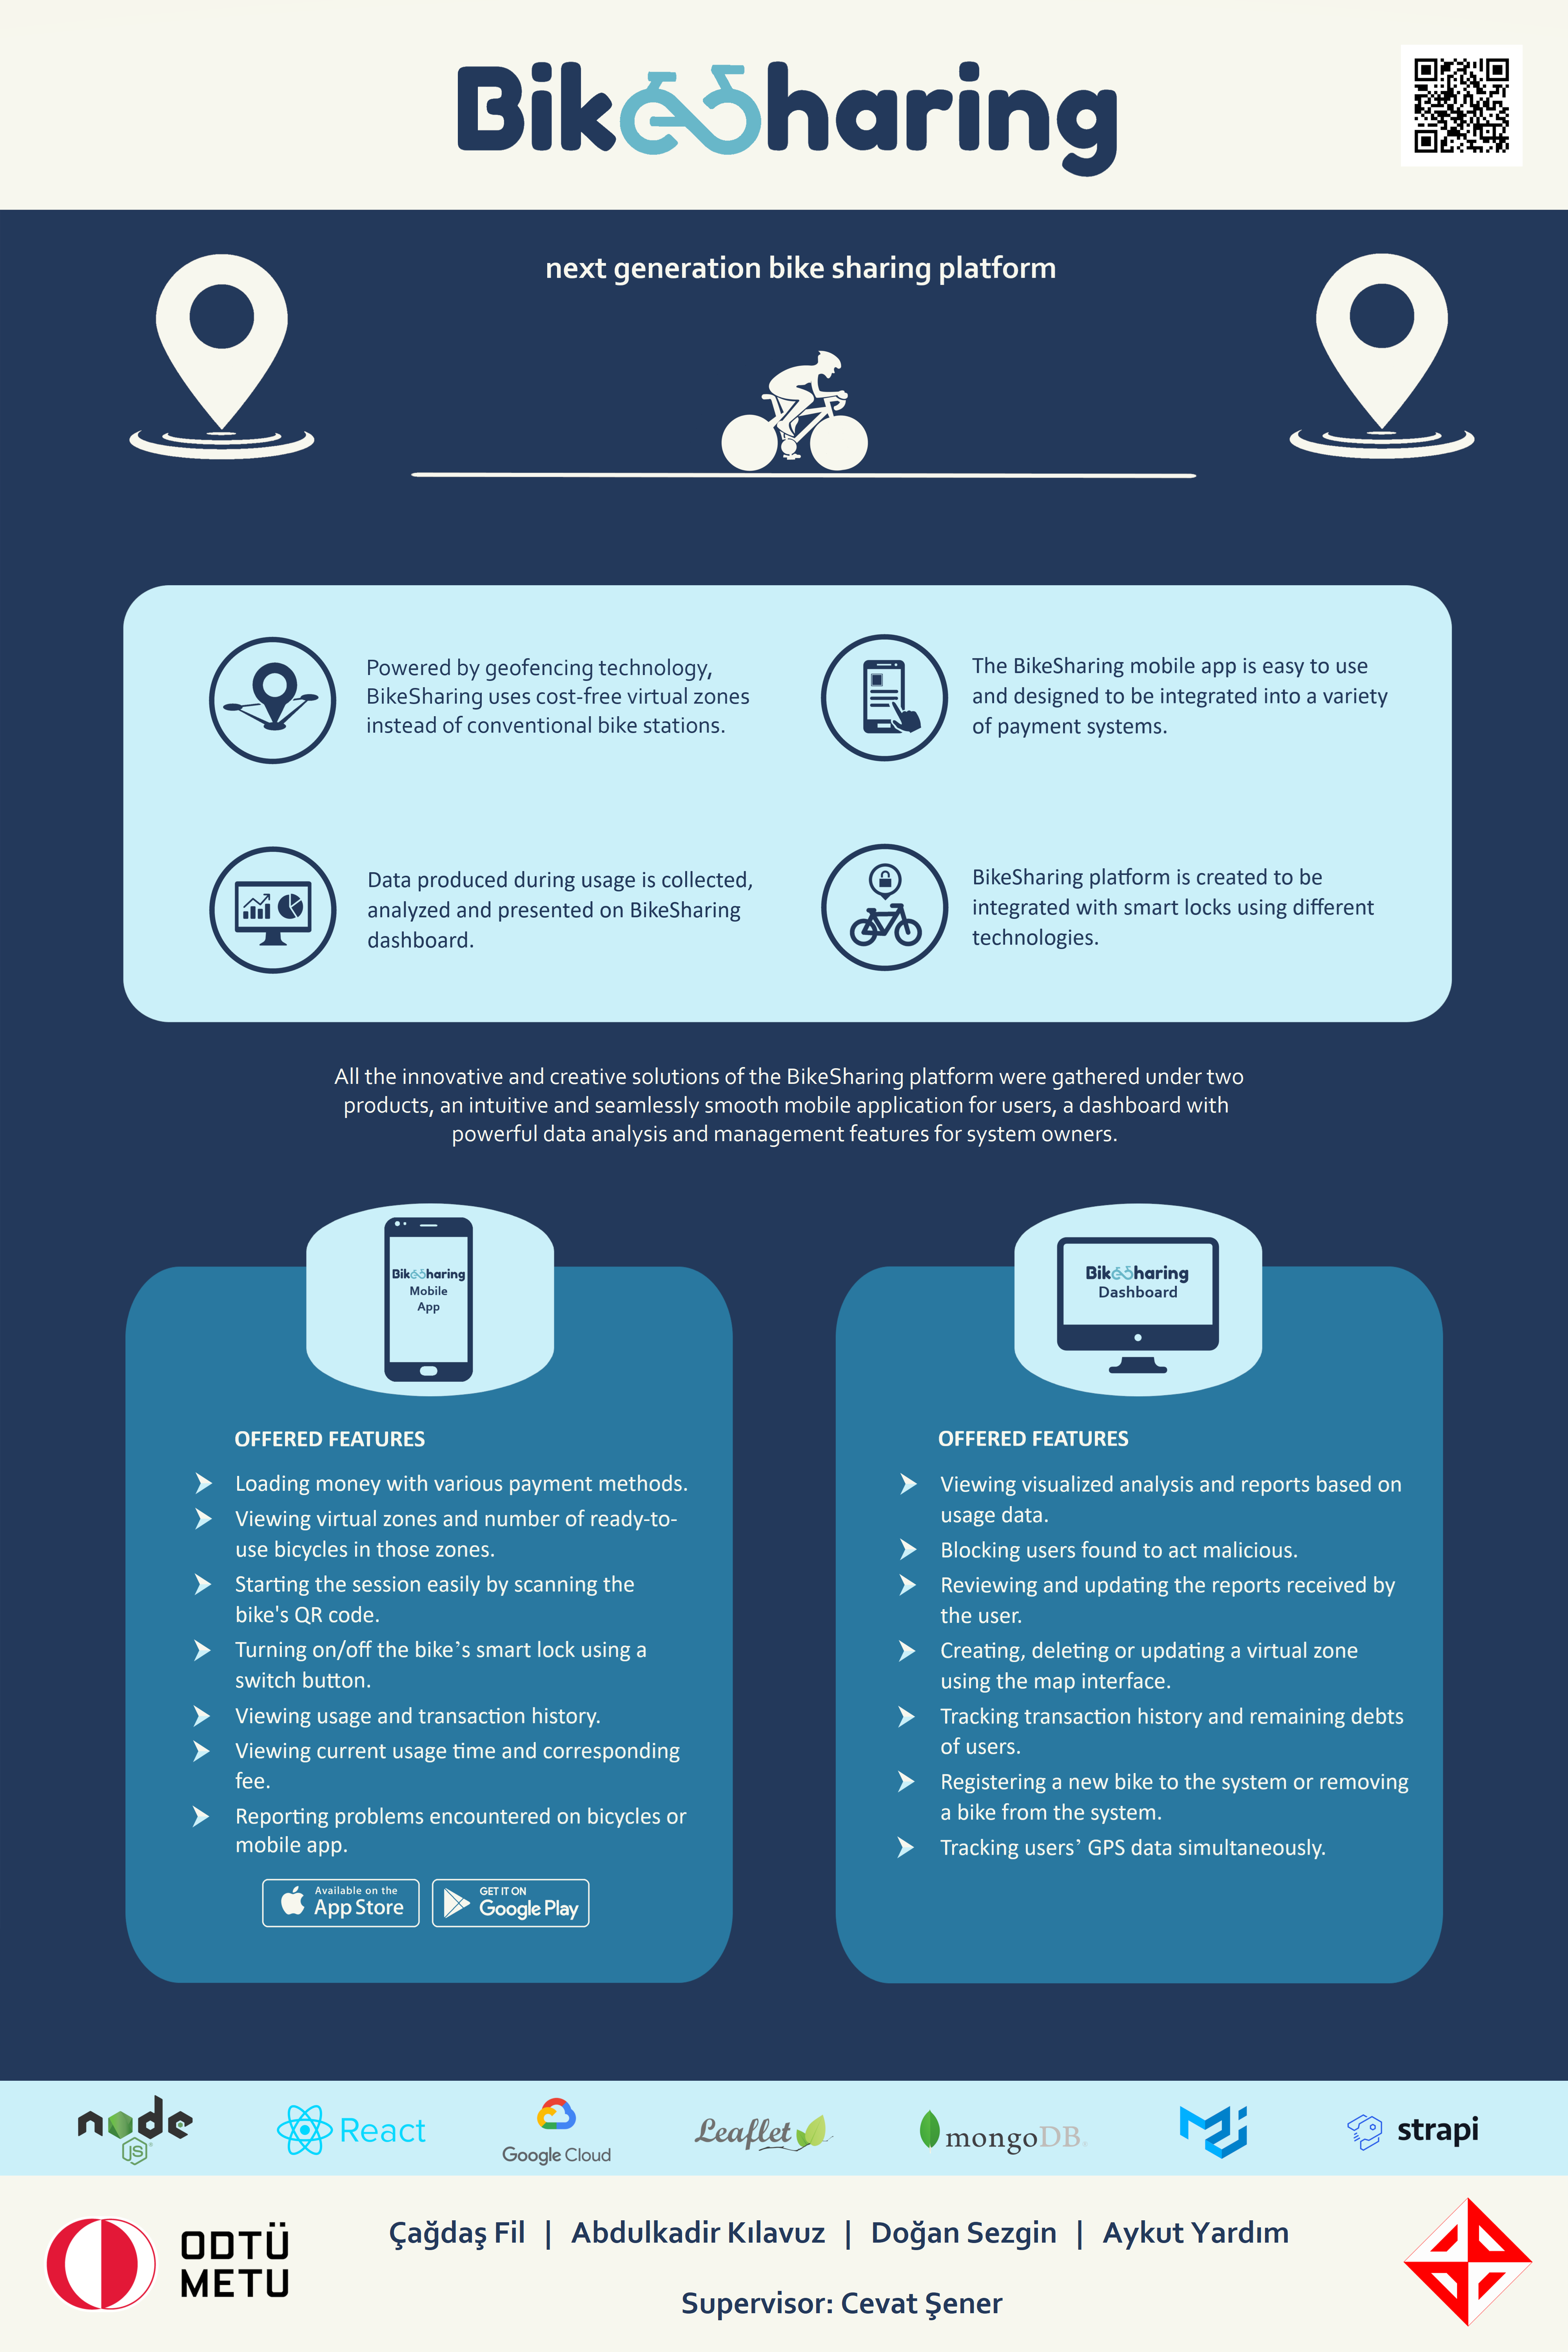 BikeSharing
next generation bike sharing platform
Powered by geofencing technology,
BikeSharing uses cost-free virtual zones
instead of conventional bike stations.
The BikeSharing mobile app is easy to use
and designed to be integrated into a variety
of payment systems.
Data produced during usage is collected,
analyzed and presented on BikeSharing
dashboard.
BikeSharing platform is created to be
integrated with smart locks using different
technologies.
All the innovative and creative solutions of the BikeSharing platform were gathered under two
products, an intuitive and seamlessly smooth mobile application for users, a dashboard with
powerful data analysis and management features for system owners.
BikeSharing
Mobile
App
OFFERED FEATURES
Loading money with various payment methods.
Viewing virtual zones and number of ready-to-
use bicycles in those zones.
Starting the session easily by scanning the
bike's QR code.
Turning on/off the bike’s smart lock using a
switch button.
Viewing usage and transaction history.
Viewing current usage time and corresponding
fee.
Reporting problems encountered on bicycles or
mobile app.
Available on the
App Store
GET IT ON
Google Play
BikeSharing
Dashboard
OFFERED FEATURES
Viewing visualized analysis and reports based on
usage data.
Blocking users found to act malicious.
Reviewing and updating the reports received by
the user.
Creating, deleting or updating a virtual zone
using the map interface.
Tracking transaction history and remaining debts
of users.
Registering a new bike to the system or removing
a bike from the system.
Tracking users’ GPS data simultaneously.
node
JS
React
Google Cloud
Leaflet
mongoDB
strapi
ODTÜ
METU
Çağdaş Fil | Abdulkadir Kılavuz | Doğan Sezgin | Aykut Yardım
Supervisor: Cevat Şener